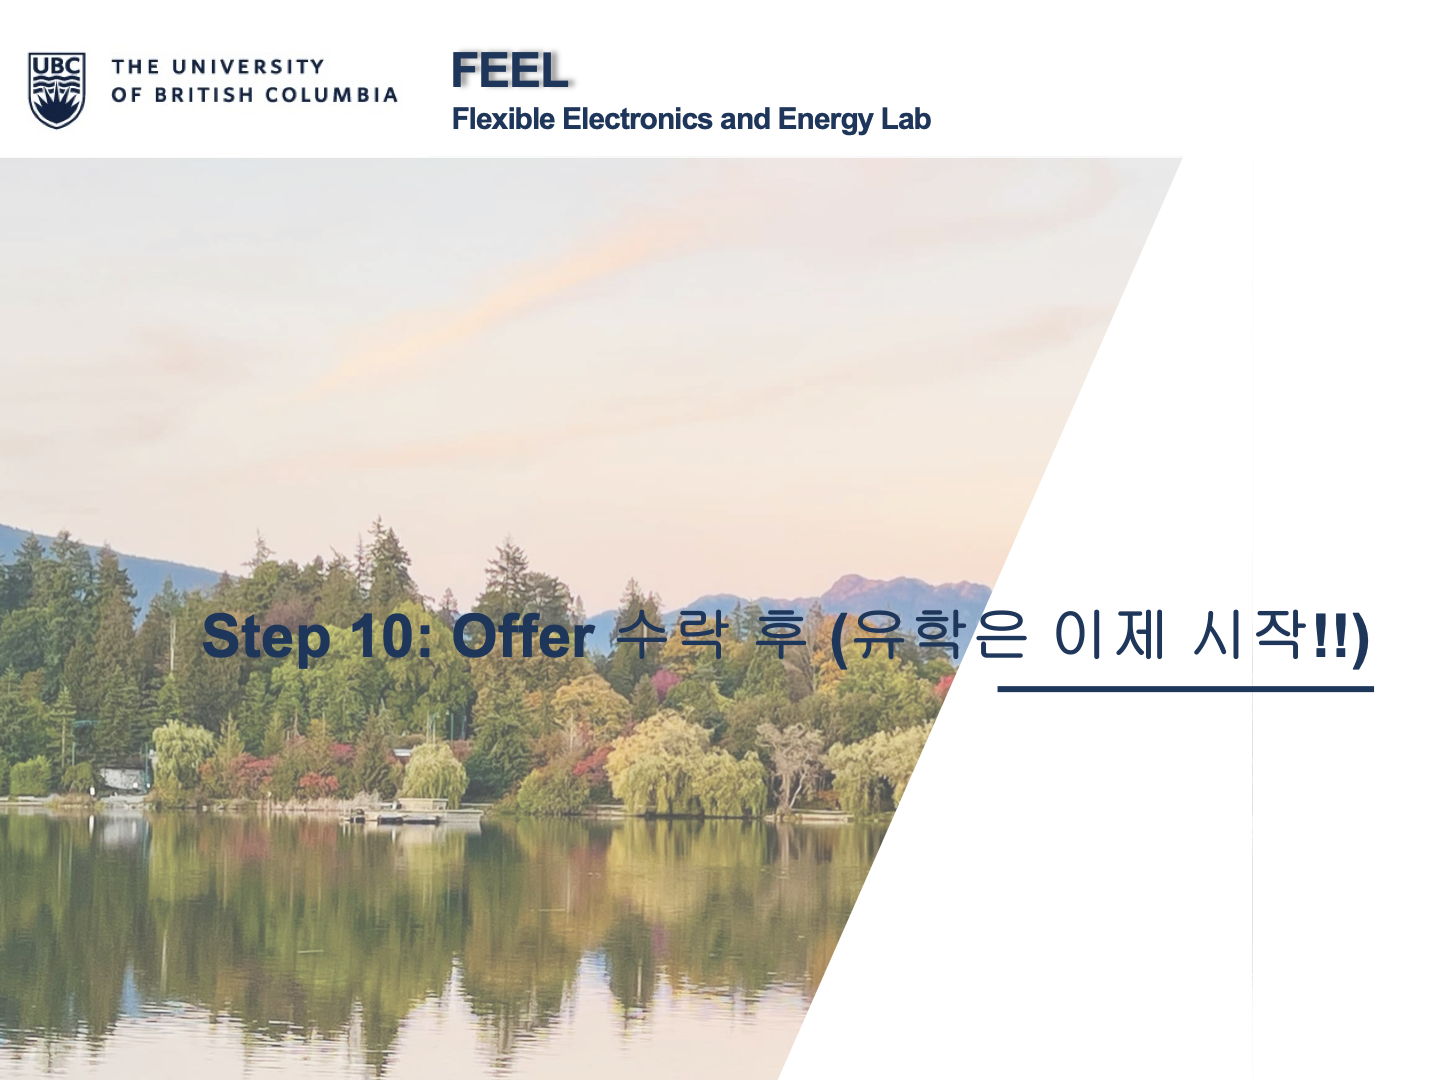 UBC
THE UNIVERSITY
OF BRITISH COLUMBIA
FEEL
Flexible Electronics and Energy Lab
Step 10: Offer 수락 후 (유학은 이제 시작!!)